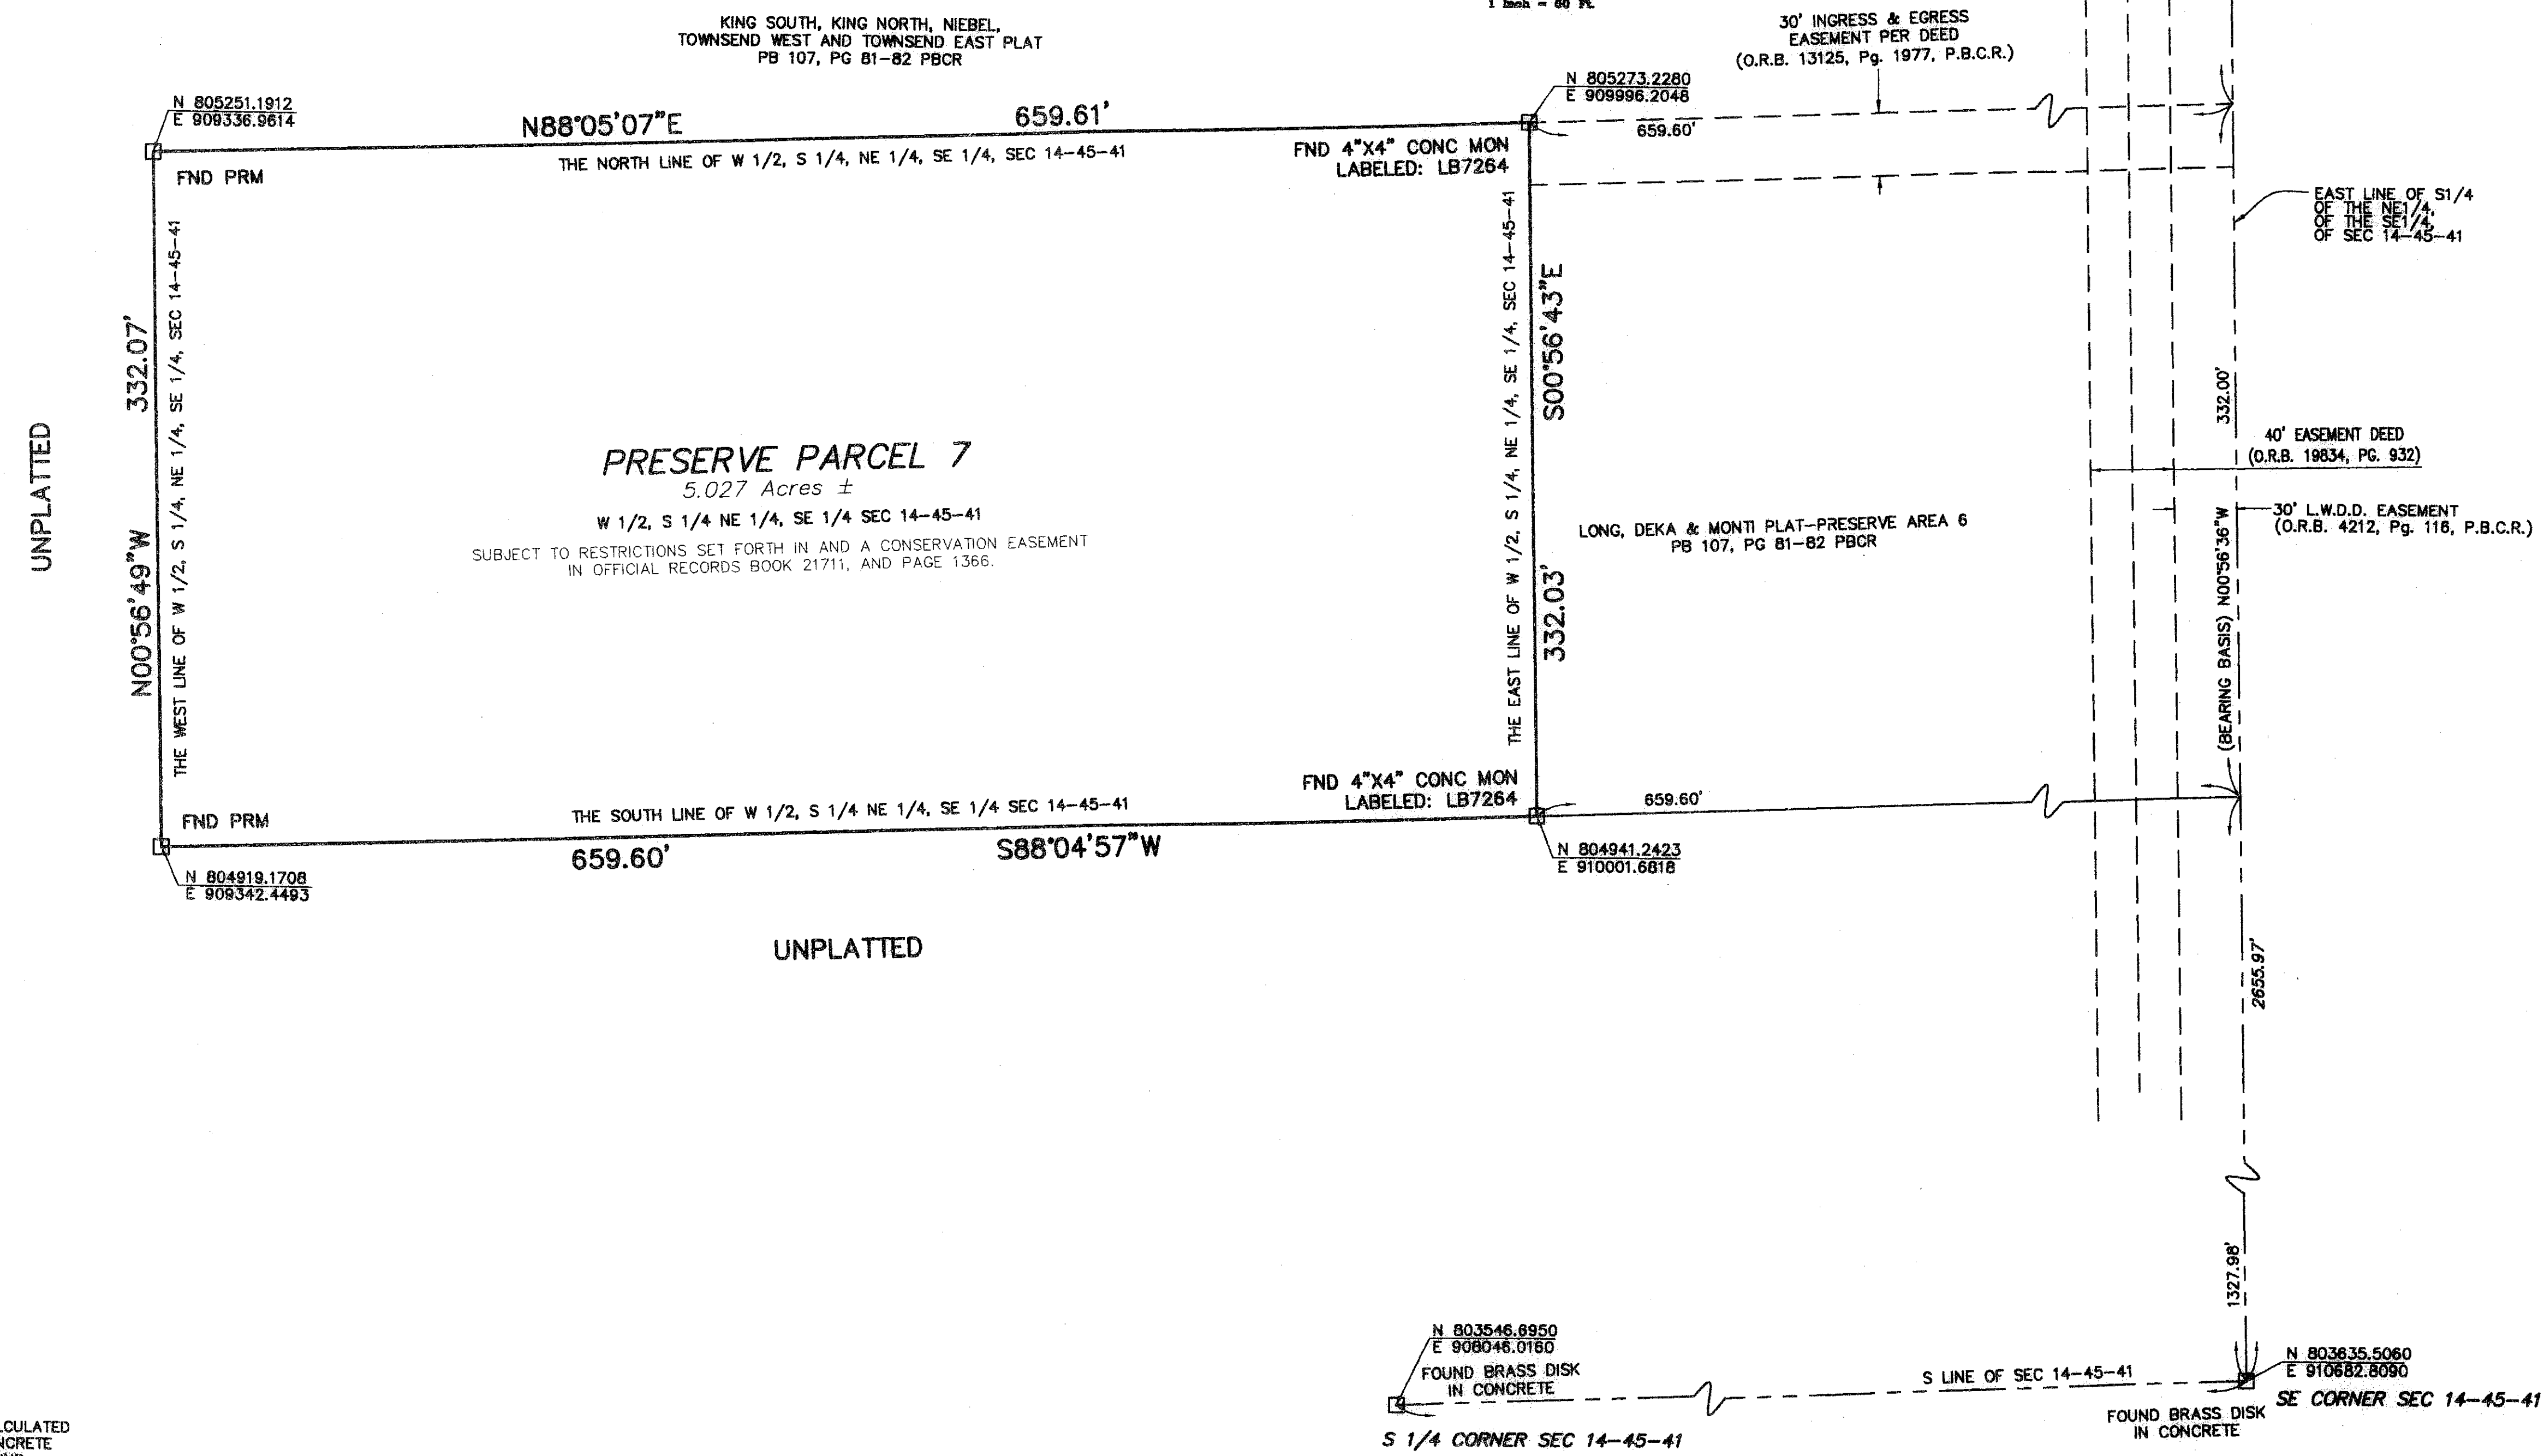 1 inch = 60 Ft.
KING SOUTH, KING NORTH, NIEBEL,
TOWNSEND WEST AND TOWNSEND EAST PLAT
PB 107, PG 81-82 PBCR
30' INGRESS & EGRESS
EASEMENT PER DEED
(O.R.B. 13125, Pg. 1977, P.B.C.R.)
N 805251.1912
E 909336.9614
N88°05'07"E
659.61'
N 805273.2280
E 909996.2048
659.60'
THE NORTH LINE OF W 1/2, S 1/4, NE 1/4, SE 1/4, SEC 14-45-41
FND 4"X4" CONC MON
LABELED: LB7264
FND PRM
EAST LINE OF S1/4
OF THE NE1/4,
OF THE SE1/4,
OF SEC 14-45-41
UNPLATTED
N00°56'49"W
332.07'
THE WEST LINE OF W 1/2, S 1/4, NE 1/4, SE 1/4, SEC 14-45-41
PRESERVE PARCEL 7
5.027 Acres ±
W 1/2, S 1/4 NE 1/4, SE 1/4 SEC 14-45-41
SUBJECT TO RESTRICTIONS SET FORTH IN AND A CONSERVATION EASEMENT
IN OFFICIAL RECORDS BOOK 21711, AND PAGE 1366.
THE EAST LINE OF W 1/2, S 1/4, NE 1/4, SE 1/4, SEC 14-45-41
S00°56'43"E
332.03'
LONG, DEKA & MONTI PLAT-PRESERVE AREA 6
PB 107, PG 81-82 PBCR
332.00'
(BEARING BASIS) N00°56'36"W
40' EASEMENT DEED
(O.R.B. 19834, PG. 932)
30' L.W.D.D. EASEMENT
(O.R.B. 4212, Pg. 116, P.B.C.R.)
FND 4"X4" CONC MON
LABELED: LB7264
659.60'
FND PRM
THE SOUTH LINE OF W 1/2, S 1/4 NE 1/4, SE 1/4 SEC 14-45-41
659.60'
S88°04'57"W
N 804941.2423
E 910001.6818
N 804919.1708
E 909342.4493
UNPLATTED
2655.97'
1327.98'
N 803546.6950
E 908046.0160
FOUND BRASS DISK
IN CONCRETE
S LINE OF SEC 14-45-41
N 803635.5060
E 910682.8090
SE CORNER SEC 14-45-41
FOUND BRASS DISK
IN CONCRETE
S 1/4 CORNER SEC 14-45-41
LCULATED
NCRETE